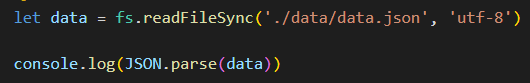 let data = fs.readFileSync('./data/data.json', 'utf-8')
console.log(JSON.parse(data))